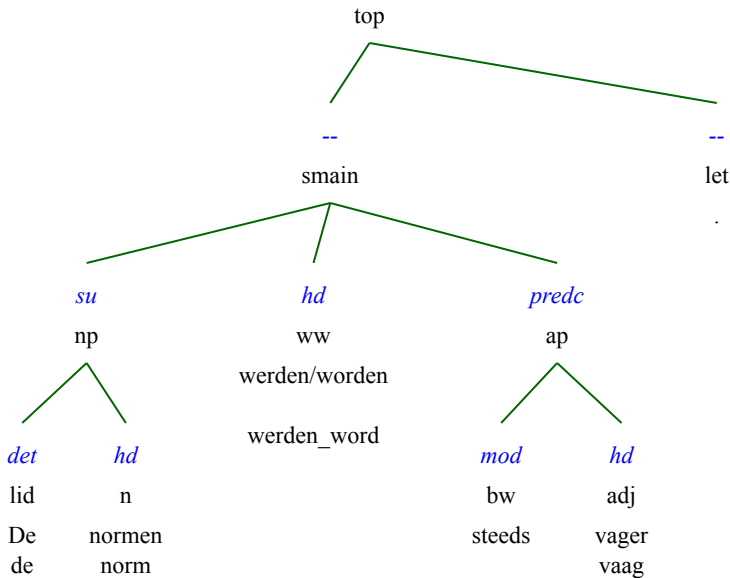 top
-- --
smain let
.
su hd predc
np ww ap
werden/worden
werden_word
det hd mod hd
lid n bw adj
De normen steeds vager
de norm vaag